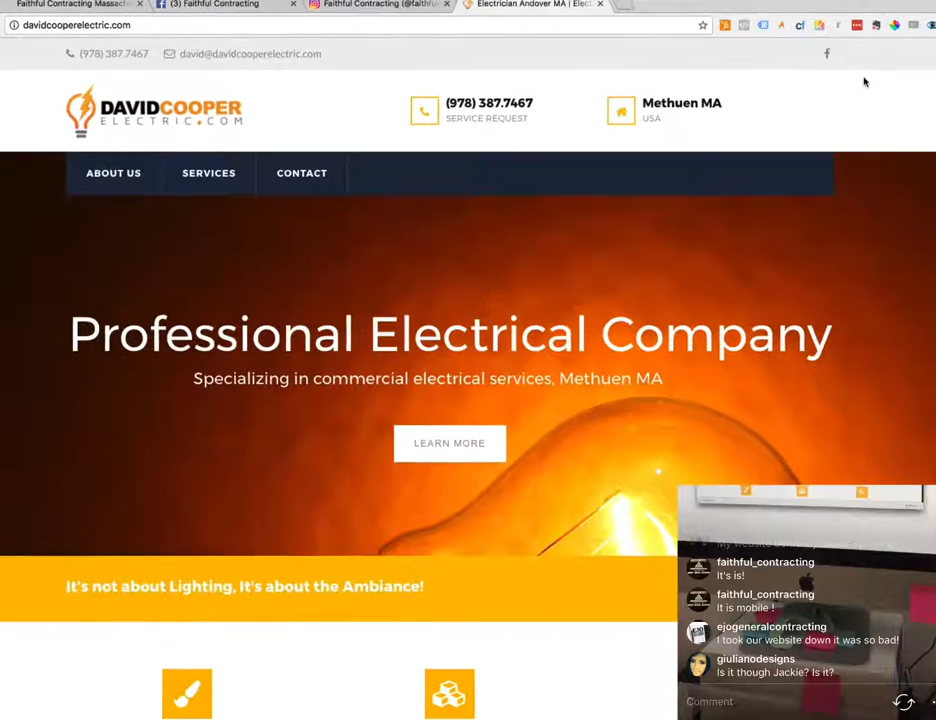 Faithful Contracting Massach
(3) Faithful Contracting
Faithful Contracting (@faithfu
Electrician Andover MA | Elect
davidcooperelectric.com
(978) 387.7467
david@davidcooperelectric.com
DAVIDCOOPER
ELECTRIC.COM
(978) 387.7467
SERVICE REQUEST
Methuen MA
USA
ABOUT US
SERVICES
CONTACT
Professional Electrical Company
Specializing in commercial electrical services, Methuen MA
LEARN MORE
It's not about Lighting, It's about the Ambiance!
faithful_contracting
It's is!
faithful_contracting
It is mobile !
ejogeneralcontracting
I took our website down it was so bad!
giulianodesigns
Is it though Jackie? Is it?
Comment